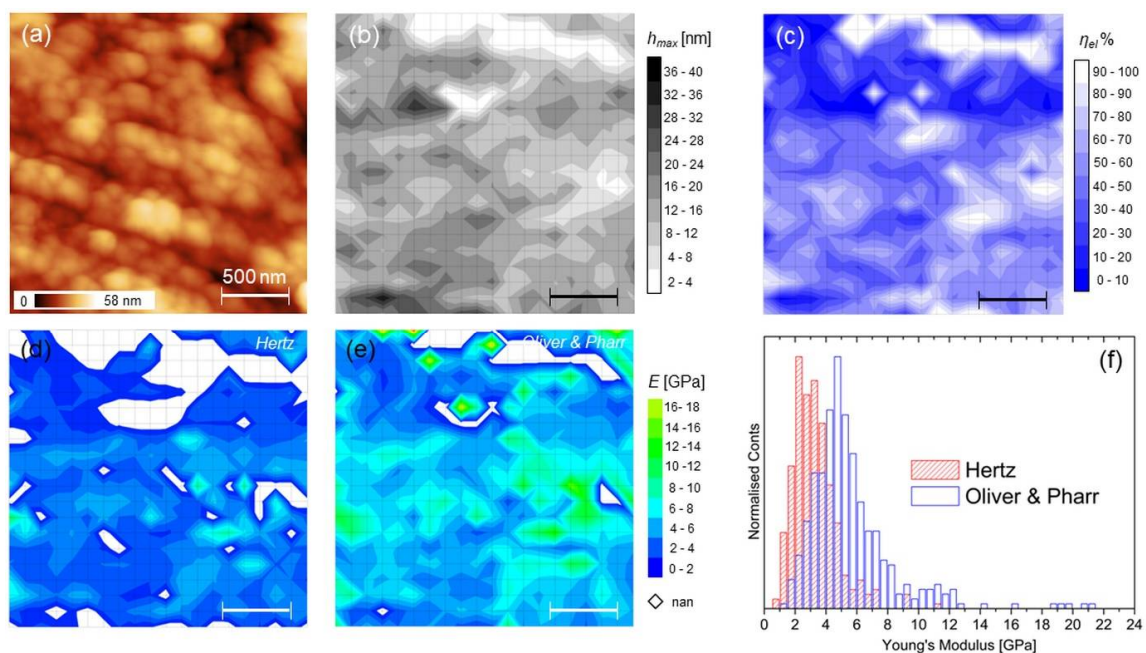 (a)
500 nm
0 58 nm
(b)
hmax [nm]
36 - 40
32 - 36
28 - 32
24 - 28
20 - 24
16 - 20
12 - 16
8 - 12
4 - 8
2 - 4
(c)
ηel %
90 - 100
80 - 90
70 - 80
60 - 70
50 - 60
40 - 50
30 - 40
20 - 30
10 - 20
0 - 10
(d)
Hertz
(e)
Oliver & Pharr
E [GPa]
16- 18
14 - 16
12 - 14
10 - 12
8 - 10
6 - 8
4 - 6
2 - 4
0 - 2
nan
(f)
Normalised Conts
Hertz
Oliver & Pharr
0 2 4 6 8 10 12 14 16 18 20 22 24
Young's Modulus [GPa]